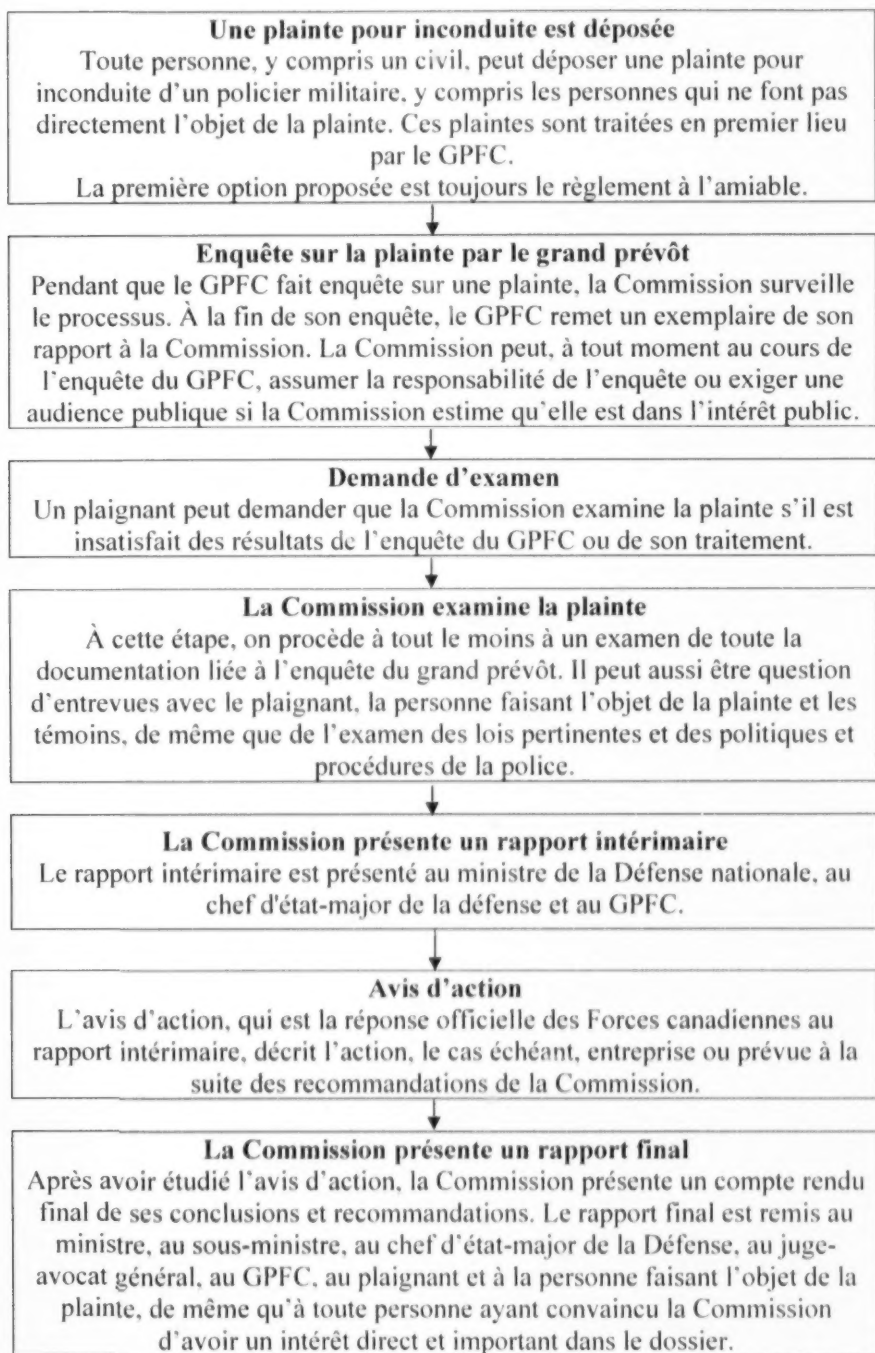 Une plainte pour inconduite est déposée
Toute personne, y compris un civil, peut déposer une plainte pour
inconduite d'un policier militaire, y compris les personnes qui ne font pas
directement l'objet de la plainte. Ces plaintes sont traitées en premier lieu
par le GPFC.
La première option proposée est toujours le règlement à l'amiable.
Enquête sur la plainte par le grand prévôt
Pendant que le GPFC fait enquête sur une plainte, la Commission surveille
le processus. À la fin de son enquête, le GPFC remet un exemplaire de son
rapport à la Commission. La Commission peut, à tout moment au cours de
l'enquête du GPFC, assumer la responsabilité de l'enquête ou exiger une
audience publique si la Commission estime qu'elle est dans l'intérêt public.
Demande d'examen
Un plaignant peut demander que la Commission examine la plainte s'il est
insatisfait des résultats de l'enquête du GPFC ou de son traitement.
La Commission examine la plainte
À cette étape, on procède à tout le moins à un examen de toute la
documentation liée à l'enquête du grand prévôt. Il peut aussi être question
d'entrevues avec le plaignant, la personne faisant l'objet de la plainte et les
témoins, de même que de l'examen des lois pertinentes et des politiques et
procédures de la police.
La Commission présente un rapport intérimaire
Le rapport intérimaire est présenté au ministre de la Défense nationale, au
chef d'état-major de la défense et au GPFC.
Avis d'action
L'avis d'action, qui est la réponse officielle des Forces canadiennes au
rapport intérimaire, décrit l'action, le cas échéant, entreprise ou prévue à la
suite des recommandations de la Commission.
La Commission présente un rapport final
Après avoir étudié l'avis d'action, la Commission présente un compte rendu
final de ses conclusions et recommandations. Le rapport final est remis au
ministre, au sous-ministre, au chef d'état-major de la Défense, au juge-
avocat général, au GPFC, au plaignant et à la personne faisant l'objet de la
plainte, de même qu'à toute personne ayant convaincu la Commission
d'avoir un intérêt direct et important dans le dossier.